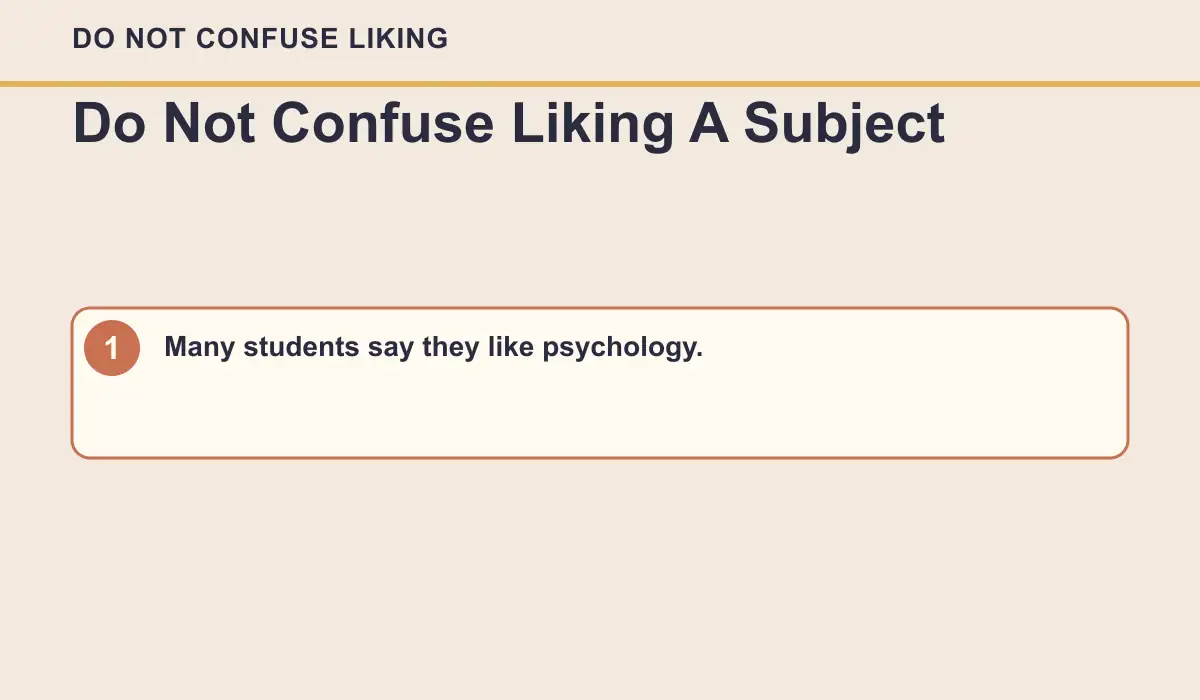 DO NOT CONFUSE LIKING
Do Not Confuse Liking A Subject
1 Many students say they like psychology.